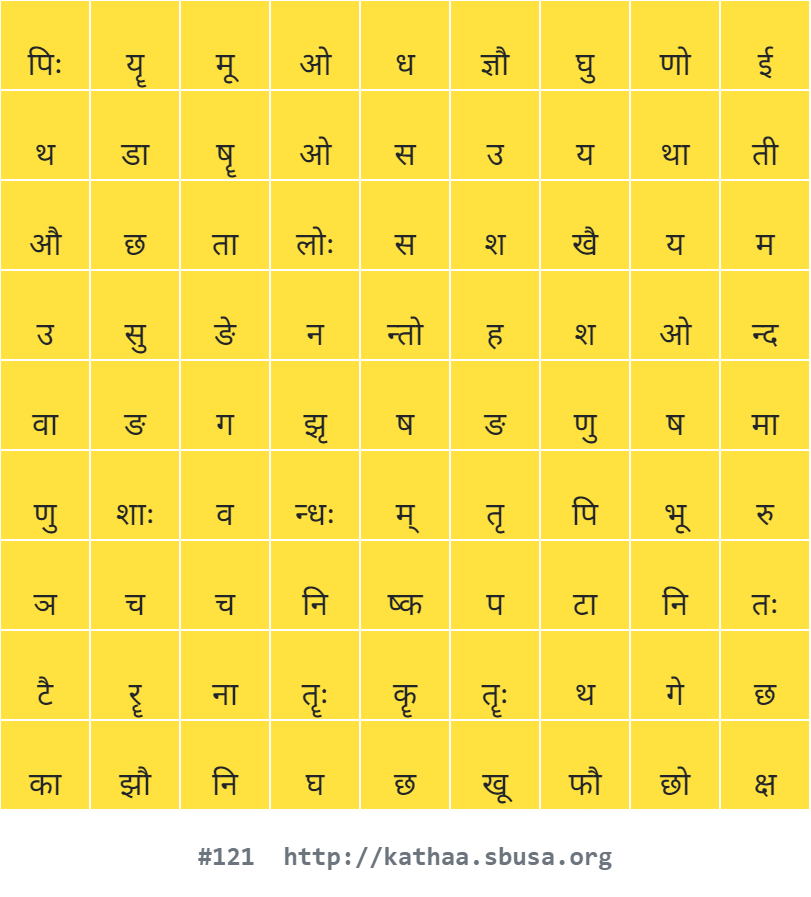 पिः यॄ मू ओ ध ज्ञौ घु णो ई
थ डा षॄ ओ स उ य था ती
औ छ ता लोः स श खै य म
उ सु ङे न न्तो ह श ओ न्द
वा ङ ग झृ ष ङ णु ष मा
णु शाः व न्धः म् तृ पि भू रु
ञ च च नि ष्क प टा नि तः
टै रॄ ना तॄः कॄ तॄः थ गे छ
का झौ नि घ छ खू फौ छो क्ष
#121 http://kathaa.sbusa.org